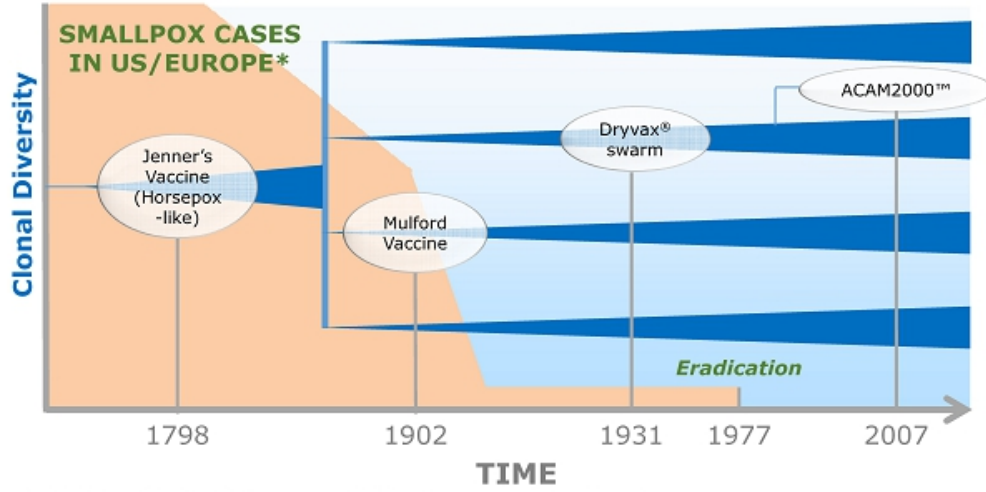 SMALLPOX CASES
IN US/EUROPE*
Clonal Diversity
Jenner's
Vaccine
(Horsepox
-like)
Mulford
Vaccine
Dryvax®
swarm
ACAM2000™
Eradication
1798
1902
1931
1977
2007
TIME